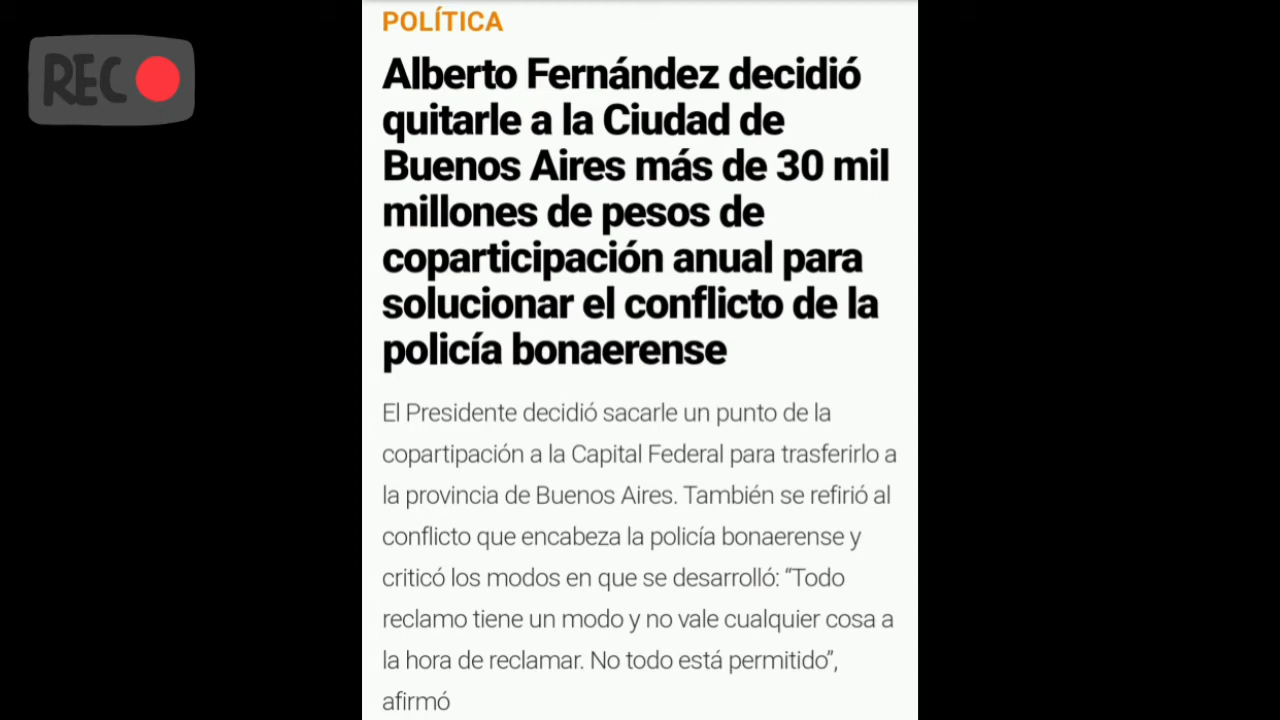 POLÍTICA
REC
Alberto Fernández decidió
quitarle a la Ciudad de
Buenos Aires más de 30 mil
millones de pesos de
coparticipación anual para
solucionar el conflicto de la
policía bonaerense
El Presidente decidió sacarle un punto de la
copartipación a la Capital Federal para trasferirlo a
la provincia de Buenos Aires. También se refirió al
conflicto que encabeza la policía bonaerense y
criticó los modos en que se desarrolló: “Todo
reclamo tiene un modo y no vale cualquier cosa a
la hora de reclamar. No todo está permitido”,
afirmó